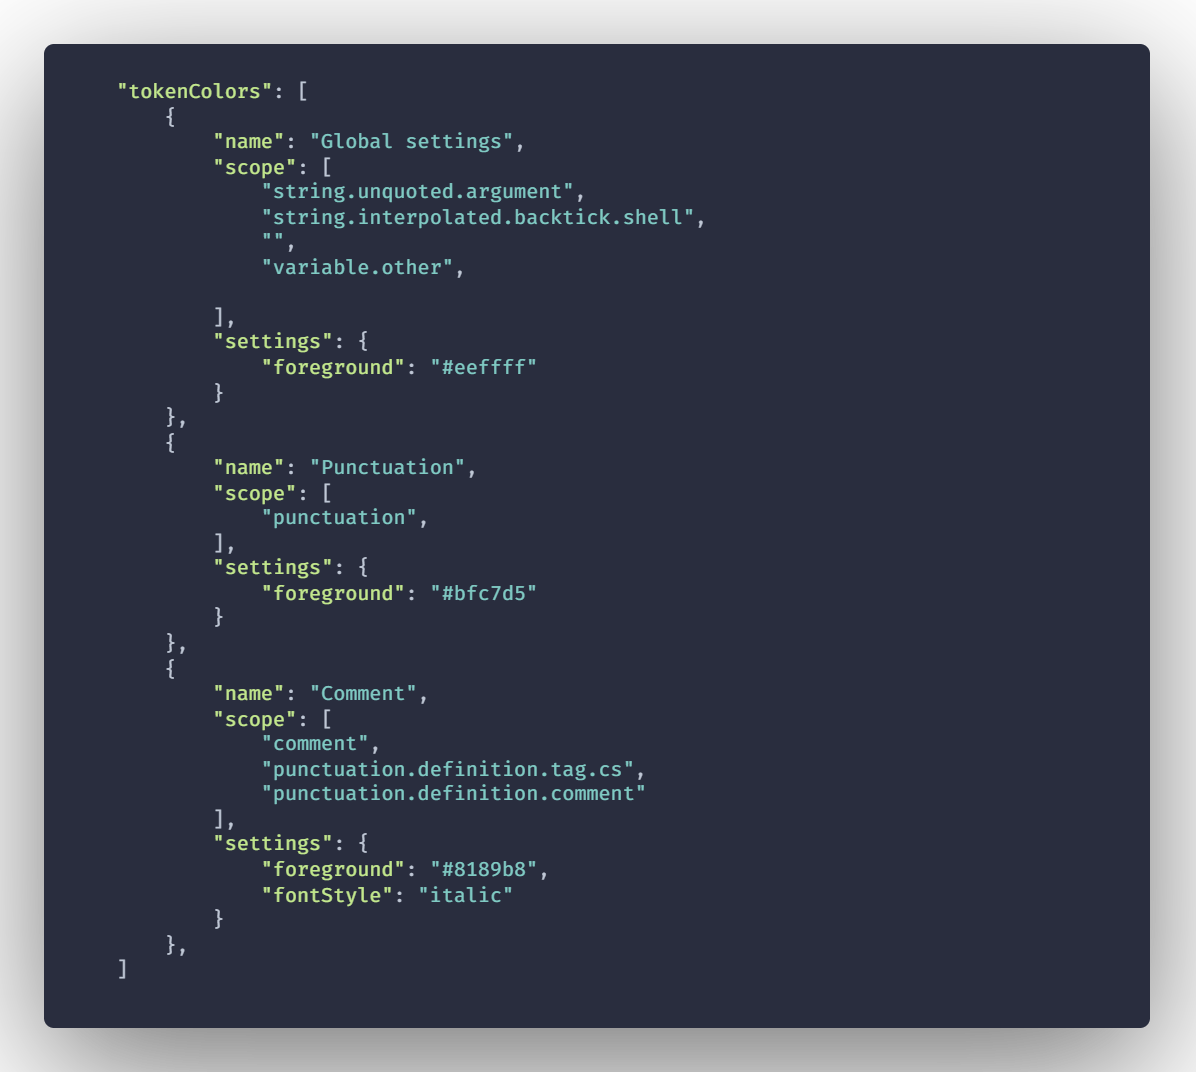 "tokenColors": [
{
"name": "Global settings",
"scope": [
"string.unquoted.argument",
"string.interpolated.backtick.shell",
"",
"variable.other",
],
"settings": {
"foreground": "#eeffff"
}
},
{
"name": "Punctuation",
"scope": [
"punctuation",
],
"settings": {
"foreground": "#bfc7d5"
}
},
{
"name": "Comment",
"scope": [
"comment",
"punctuation.definition.tag.cs",
"punctuation.definition.comment"
],
"settings": {
"foreground": "#8189b8",
"fontStyle": "italic"
}
},
]